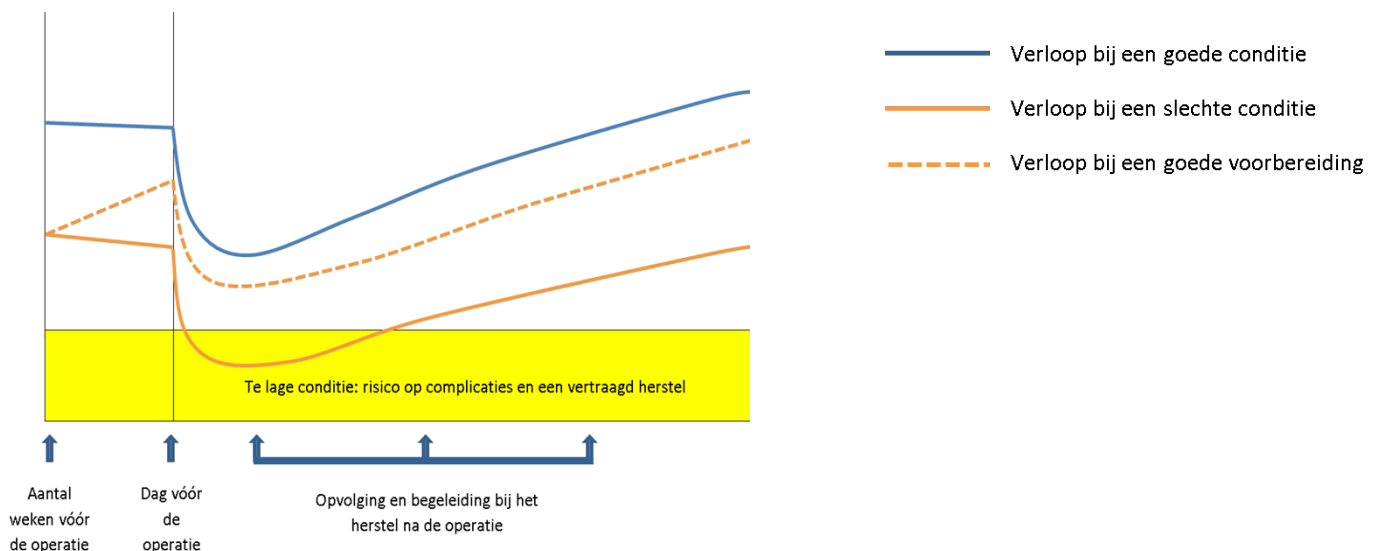 Verloop bij een goede conditie
Verloop bij een slechte conditie
Verloop bij een goede voorbereiding
Te lage conditie: risico op complicaties en een vertraagd herstel
Aantal
weken vóór
de operatie
Dag vóór
de
operatie
Opvolging en begeleiding bij het
herstel na de operatie